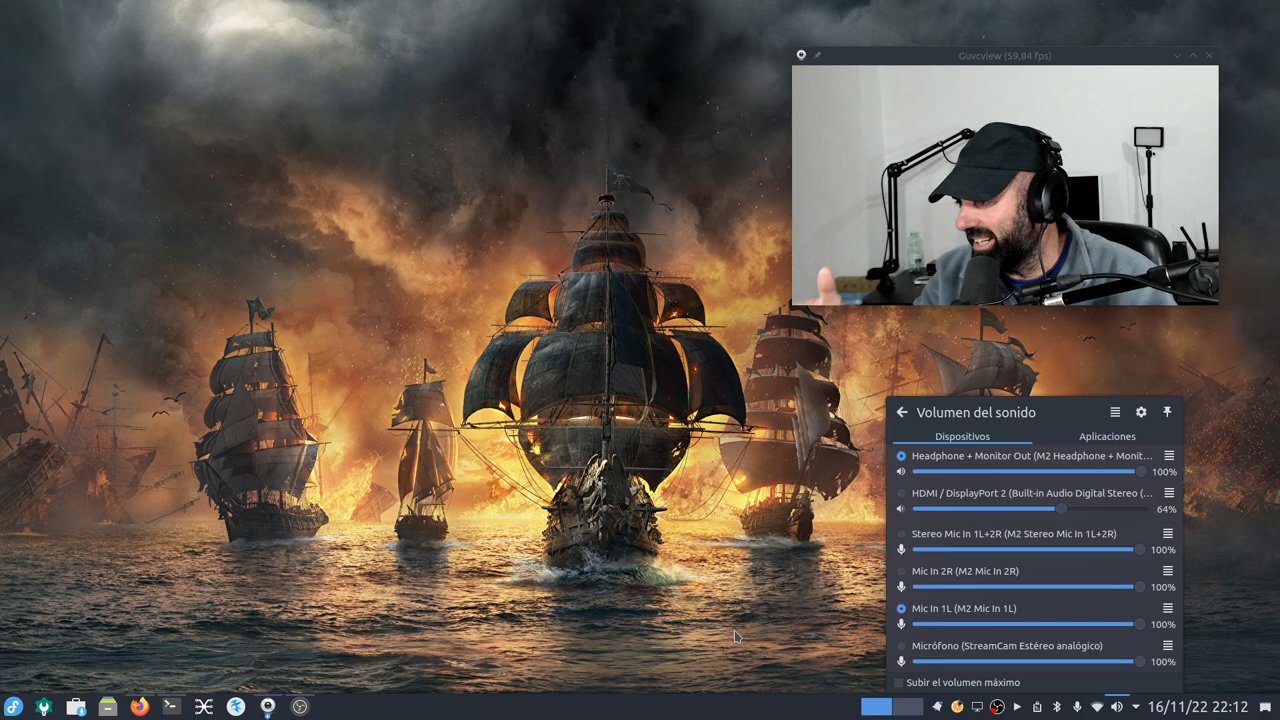 Guvcview (59,84 fps)
Volumen del sonido
Dispositivos Aplicaciones
Headphone + Monitor Out (M2 Headphone + Monit...
100%
HDMI / DisplayPort 2 (Built-in Audio Digital Stereo (...
64%
Stereo Mic In 1L+2R (M2 Stereo Mic In 1L+2R)
100%
Mic In 2R (M2 Mic In 2R)
100%
Mic In 1L (M2 Mic In 1L)
100%
Micrófono (StreamCam Estéreo analógico)
100%
Subir el volumen máximo
16/11/22 22:12